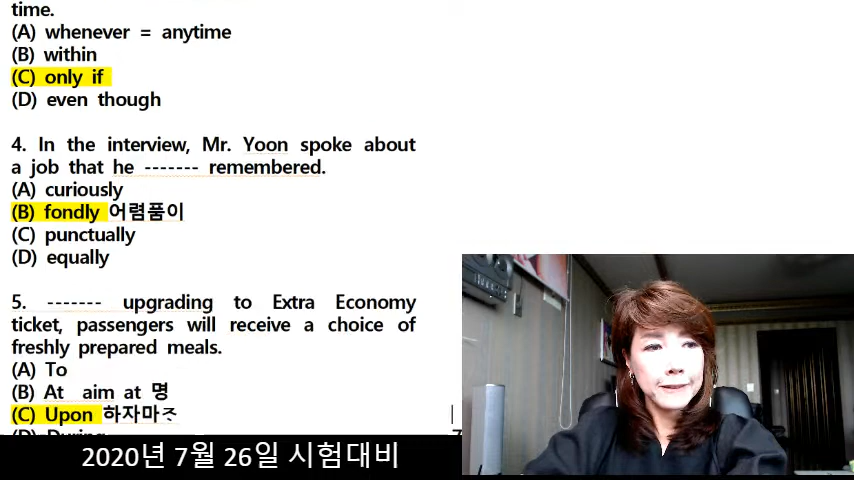 time.
(A) whenever = anytime
(B) within
(C) only if
(D) even though
4. In the interview, Mr. Yoon spoke about
a job that he ------- remembered.
(A) curiously
(B) fondly 어렴품이
(C) punctually
(D) equally
5. ------- upgrading to Extra Economy
ticket, passengers will receive a choice of
freshly prepared meals.
(A) To
(B) At aim at 명
(C) Upon 하자마ᄌ
(D) During
2020년 7월 26일 시험대비